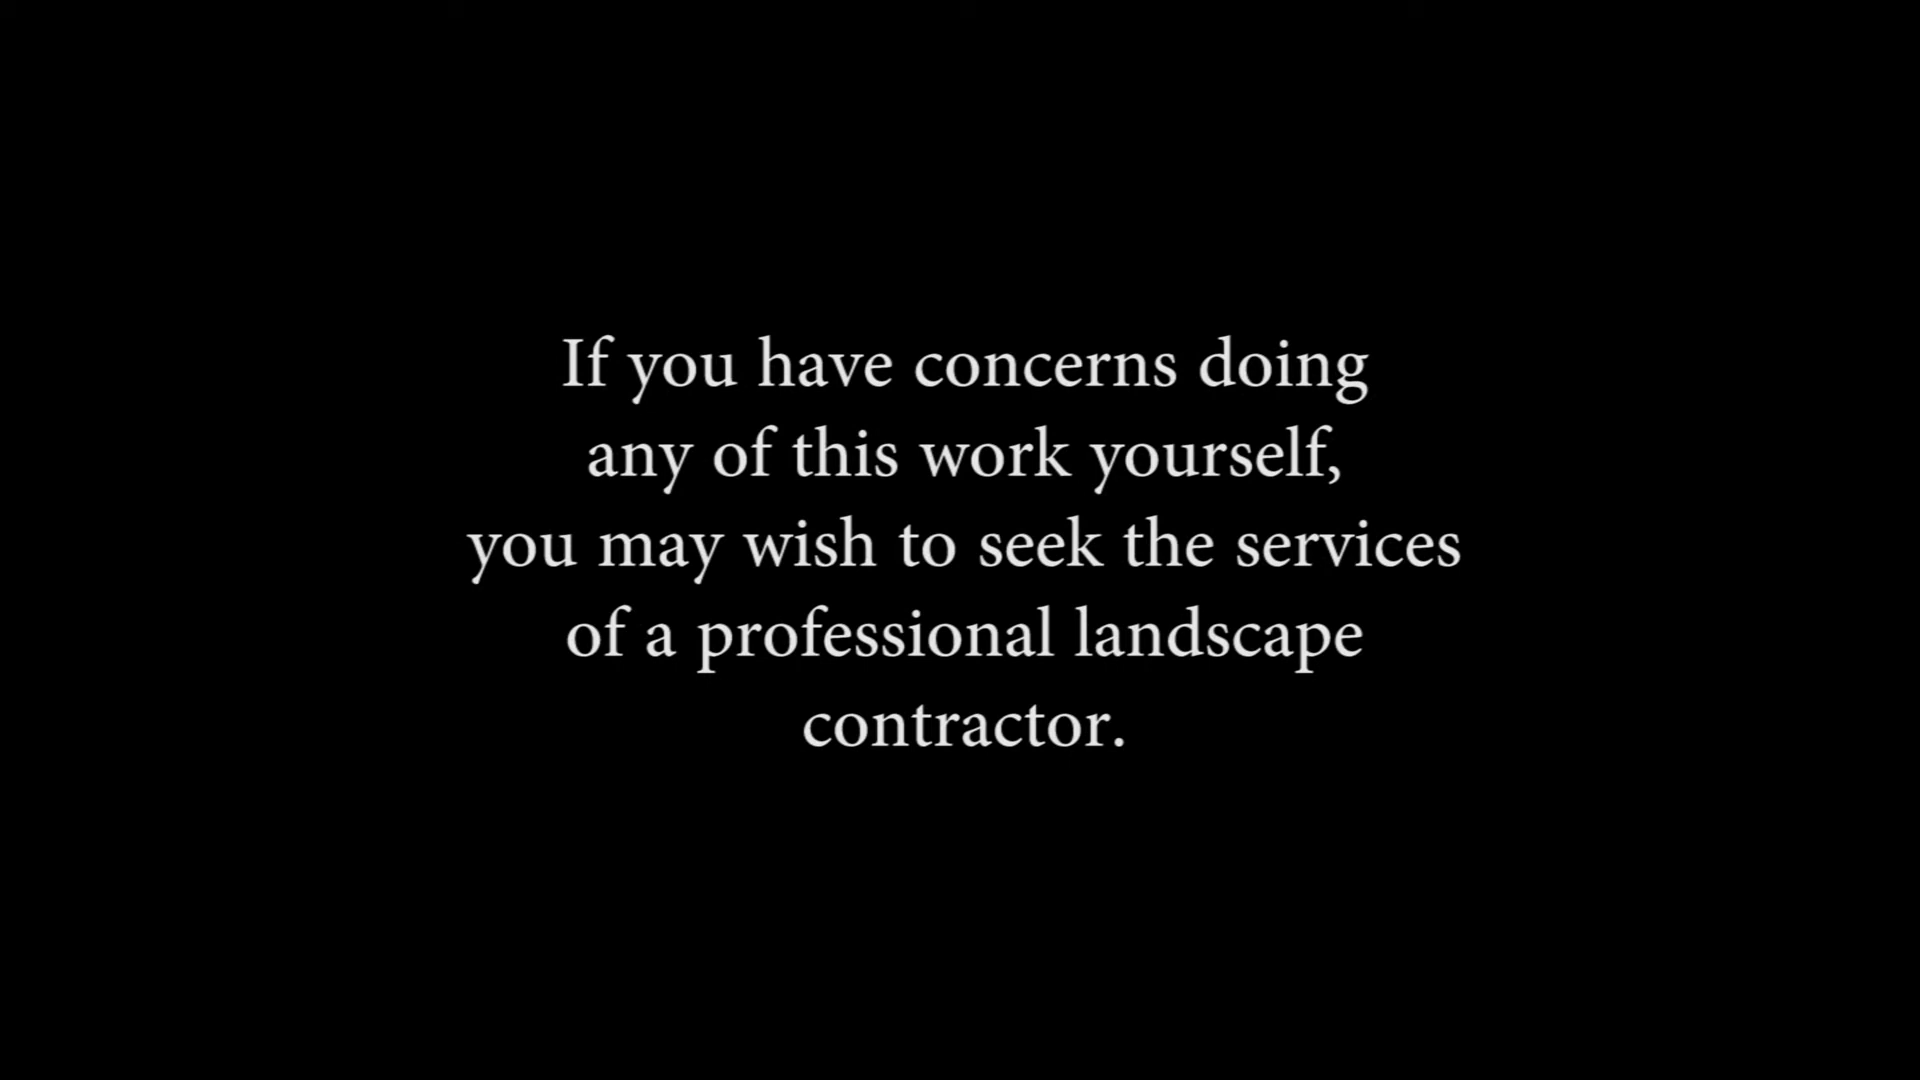 If you have concerns doing
any of this work yourself,
you may wish to seek the services
of a professional landscape
contractor.